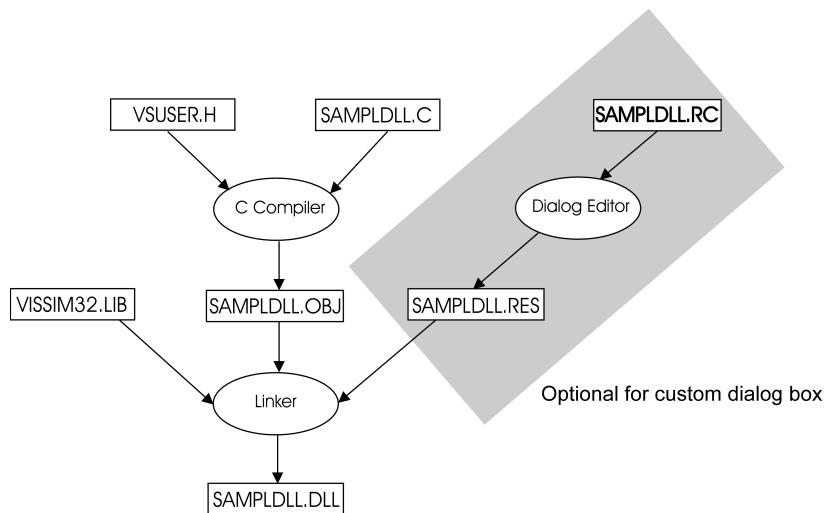 VSUSER.H
SAMPLDLL.C
SAMPLDLL.RC
C Compiler
Dialog Editor
VISSIM32.LIB
SAMPLDLL.OBJ
SAMPLDLL.RES
Linker
Optional for custom dialog box
SAMPLDLL.DLL